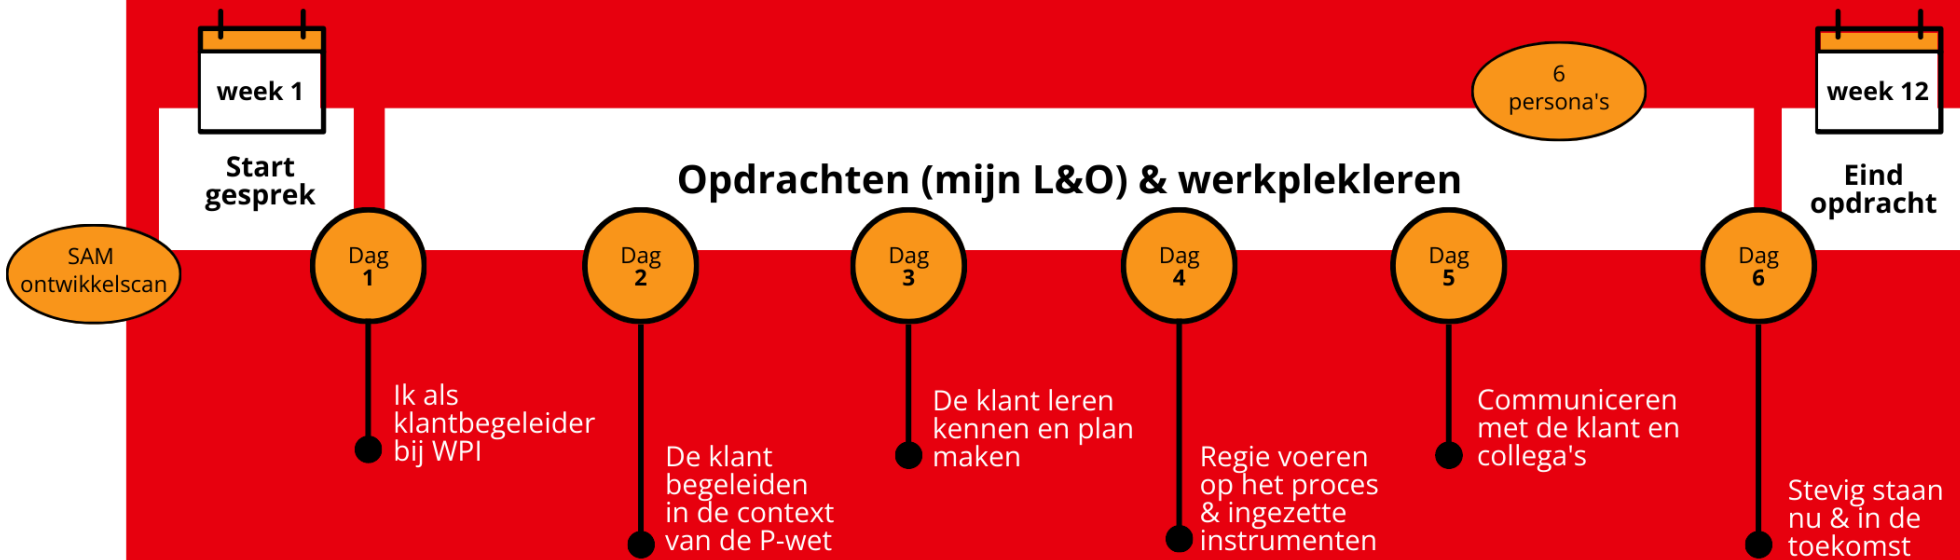 week 1
Start
gesprek
SAM
ontwikkelscan
Opdrachten (mijn L&O) & werkplekleren
6
persona's
week 12
Eind
opdracht
Dag
1
Ik als
klantbegeleider
bij WPI
Dag
2
De klant
begeleiden
in de context
van de P-wet
Dag
3
De klant leren
kennen en plan
maken
Dag
4
Regie voeren
op het proces
& ingezette
instrumenten
Dag
5
Communiceren
met de klant en
collega's
Dag
6
Stevig staan
nu & in de
toekomst